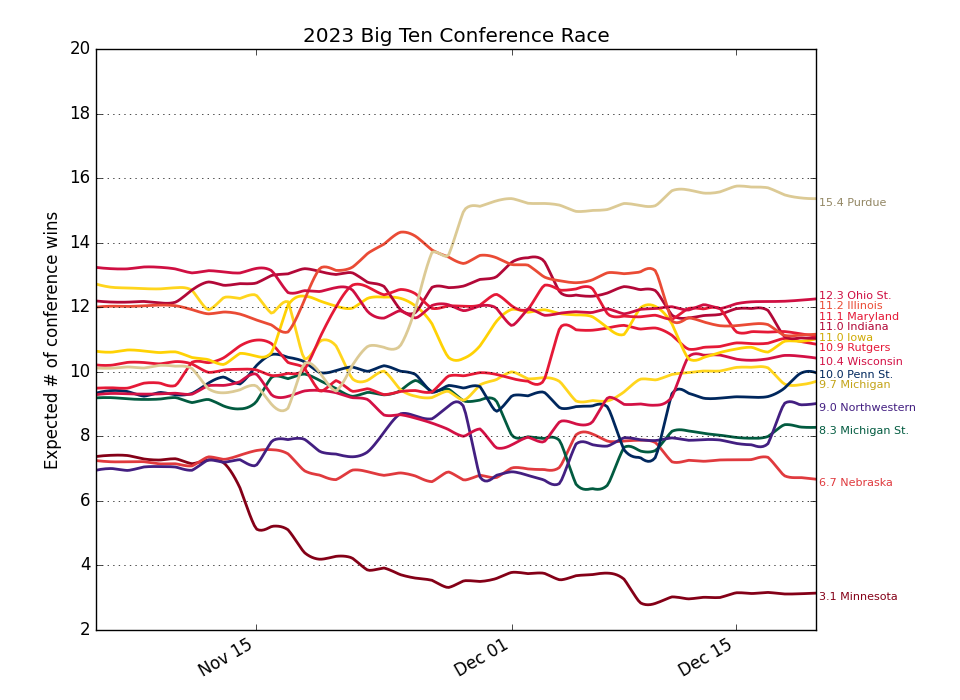 2023 Big Ten Conference Race
Expected # of conference wins
20
18
16
14
12
10
8
6
4
2
15.4 Purdue
12.3 Ohio St.
11.2 Illinois
11.1 Maryland
11.0 Indiana
11.0 Iowa
10.9 Rutgers
10.4 Wisconsin
10.0 Penn St.
9.7 Michigan
9.0 Northwestern
8.3 Michigan St.
6.7 Nebraska
3.1 Minnesota
Nov 15
Dec 01
Dec 15